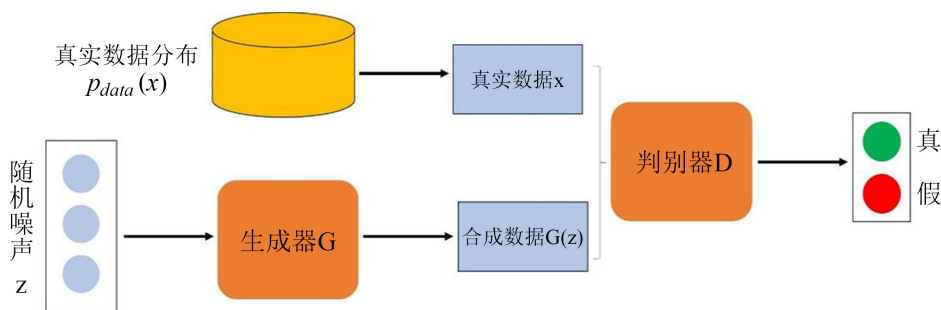 真实数据分布
p_data(x)
真实数据x
随机噪声
z
生成器G
合成数据G(z)
判别器D
真
假